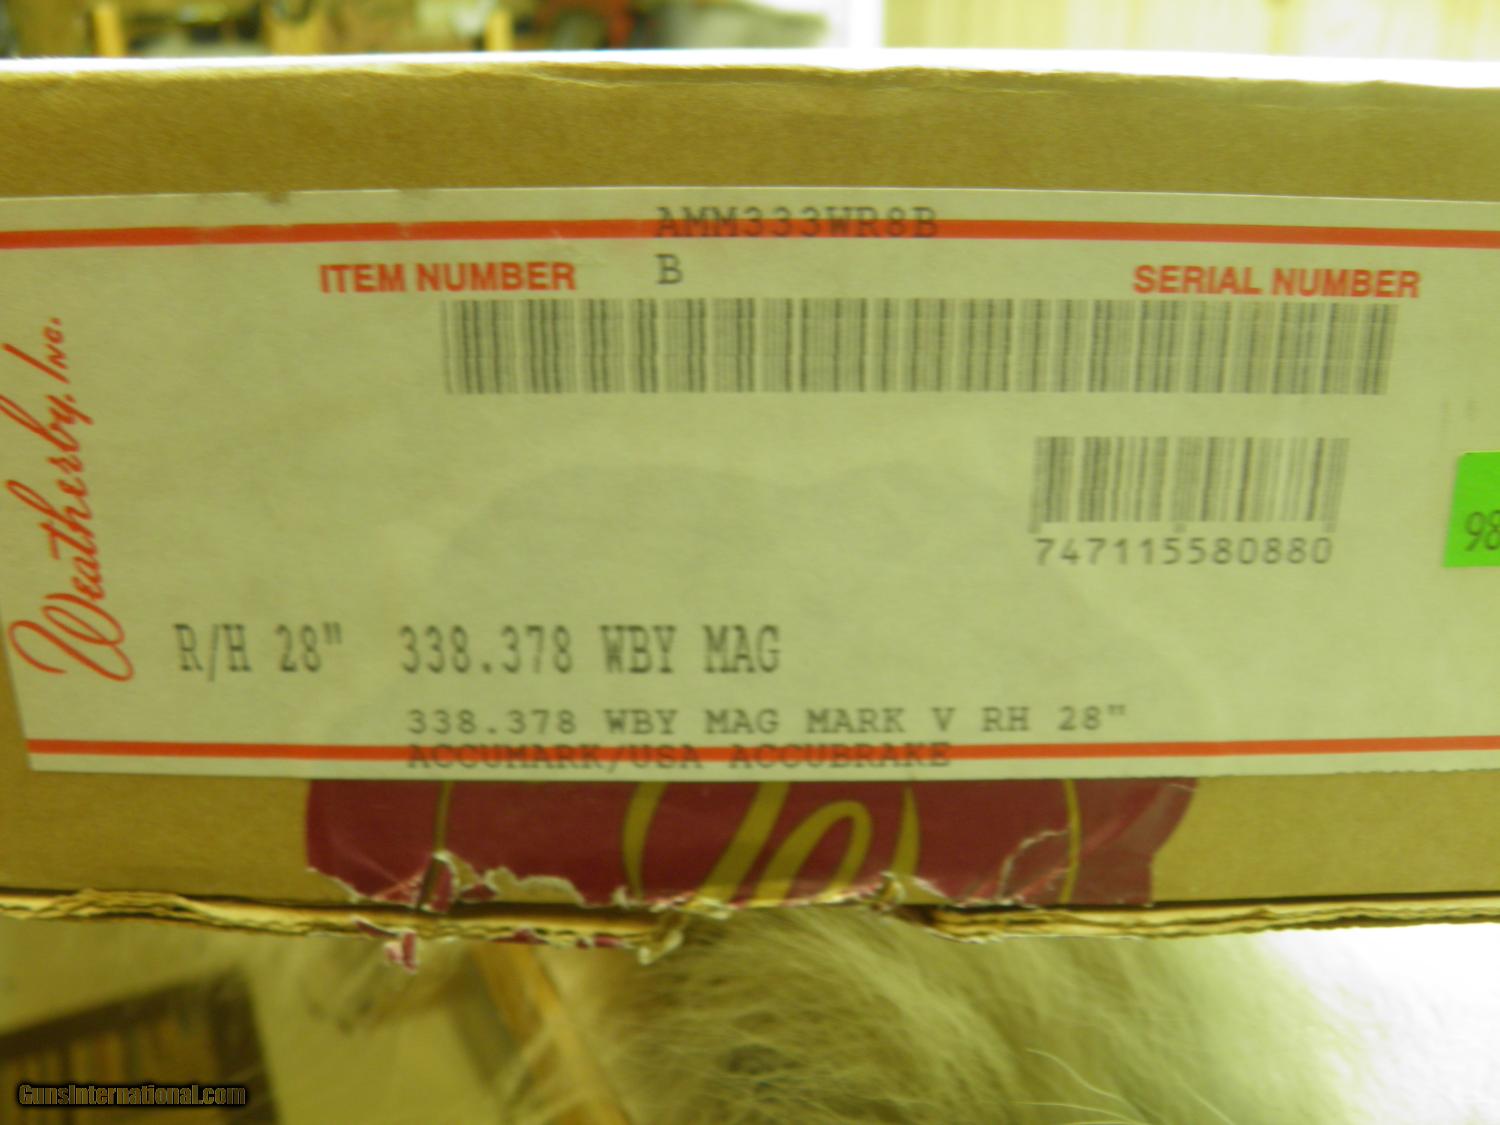 AMM333WR8B
ITEM NUMBER
B
SERIAL NUMBER
Weatherby, Inc.
747115580880
98
R/H 28" 338.378 WBY MAG
338.378 WBY MAG MARK V RH 28"
ACCUMARK/USA ACCUBRAKE
GunsInternational.com